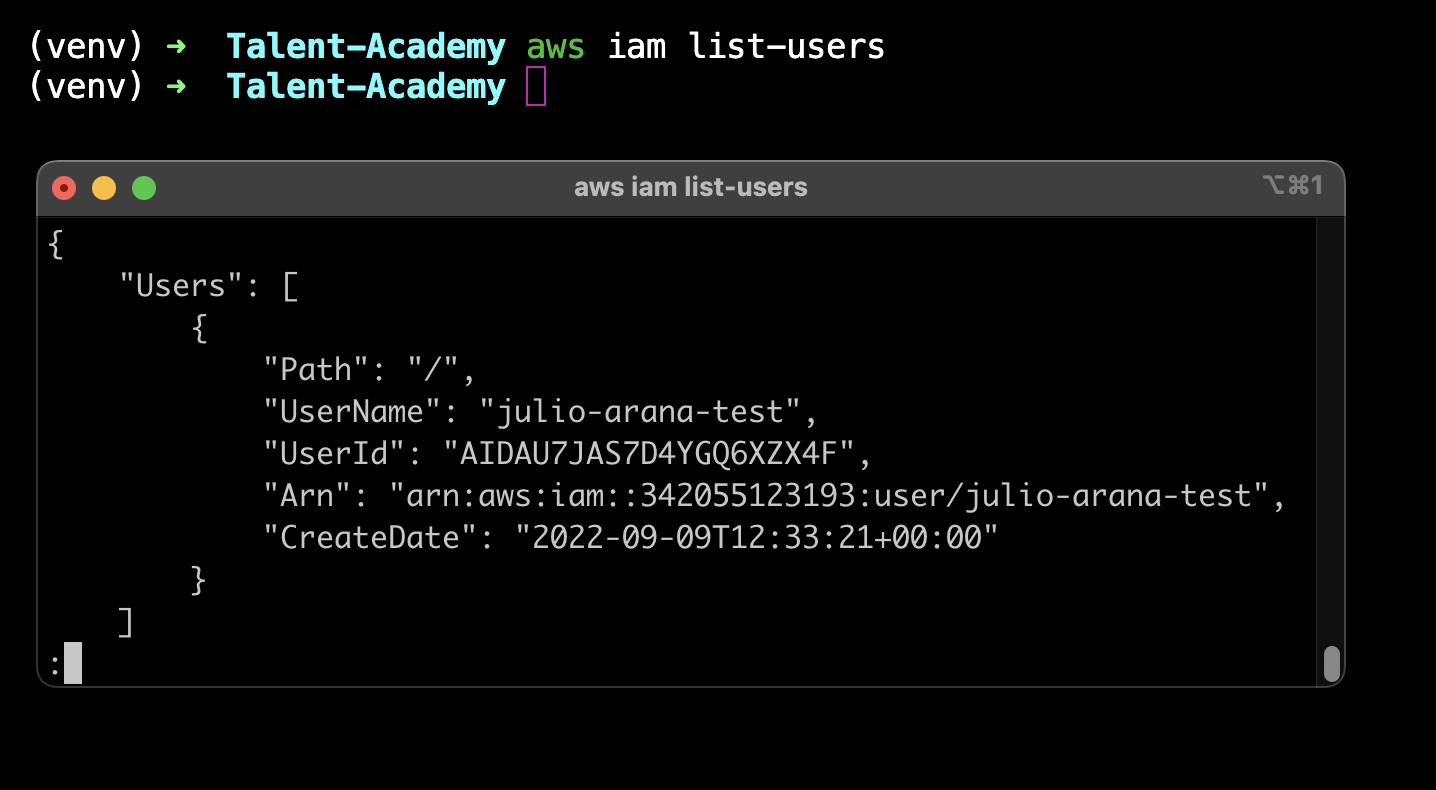 (venv) ➜  Talent-Academy aws iam list-users
(venv) ➜  Talent-Academy
aws iam list-users ⌥⌘1
{
    "Users": [
        {
            "Path": "/",
            "UserName": "julio-arana-test",
            "UserId": "AIDAU7JAS7D4YGQ6XZX4F",
            "Arn": "arn:aws:iam::342055123193:user/julio-arana-test",
            "CreateDate": "2022-09-09T12:33:21+00:00"
        }
    ]
: